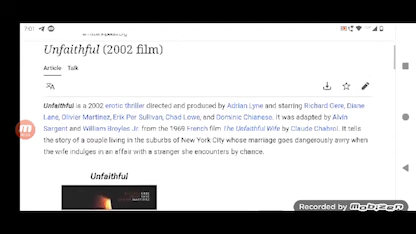 Unfaithful (2002 film)
Article Talk
Unfaithful is a 2002 erotic thriller directed and produced by Adrian Lyne and starring Richard Gere, Diane
Lane, Olivier Martinez, Erik Per Sullivan, Chad Lowe, and Dominic Chianese. It was adapted by Alvin
Sargent and William Broyles Jr. from the 1969 French film The Unfaithful Wife by Claude Chabrol. It tells
the story of a couple living in the suburbs of New York City whose marriage goes dangerously awry when
the wife indulges in an affair with a stranger she encounters by chance.
Unfaithful
Recorded by Mobizen